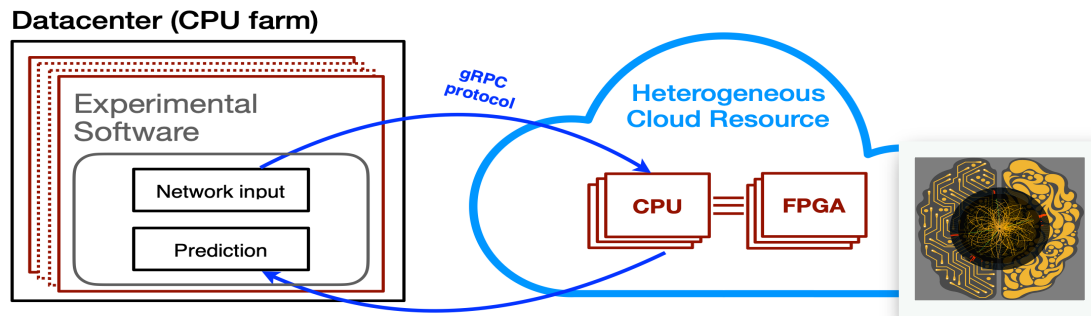 Datacenter (CPU farm)
Experimental
Software
Network input
Prediction
gRPC
protocol
Heterogeneous
Cloud Resource
CPU
FPGA